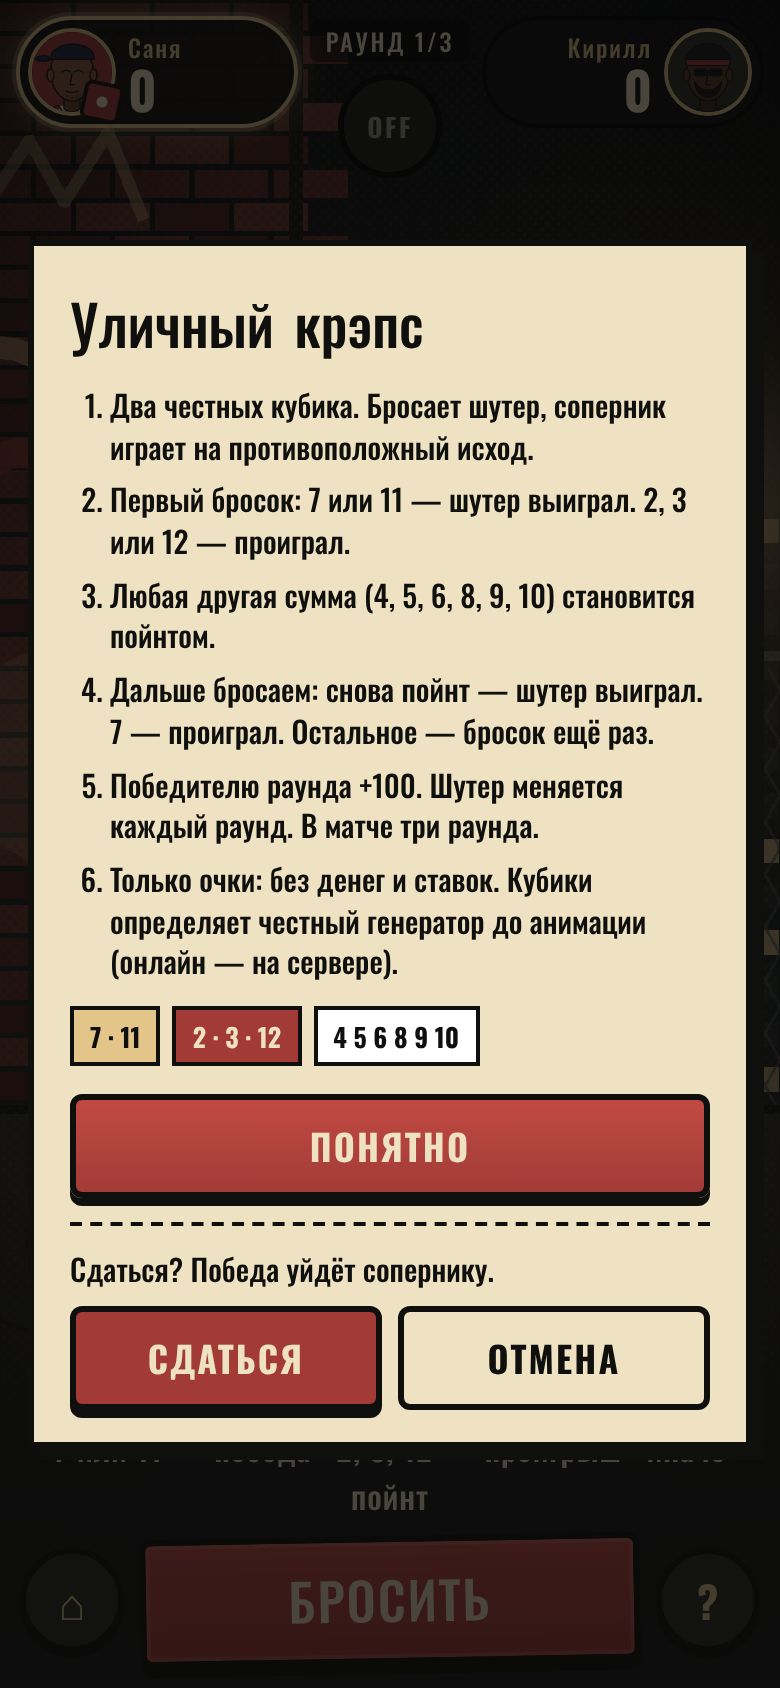 Саня
0
РАУНД 1/3
OFF
Кирилл
0
Уличный крэпс
1. Два честных кубика. Бросает шутер, соперник
играет на противоположный исход.
2. Первый бросок: 7 или 11 — шутер выиграл. 2, 3
или 12 — проиграл.
3. Любая другая сумма (4, 5, 6, 8, 9, 10) становится
пойнтом.
4. Дальше бросаем: снова пойнт — шутер выиграл.
7 — проиграл. Остальное — бросок ещё раз.
5. Победителю раунда +100. Шутер меняется
каждый раунд. В матче три раунда.
6. Только очки: без денег и ставок. Кубики
определяет честный генератор до анимации
(онлайн — на сервере).
7 · 11
2 · 3 · 12
4 5 6 8 9 10
ПОНЯТНО
Сдаться? Победа уйдёт сопернику.
СДАТЬСЯ
ОТМЕНА
пойнт
БРОСИТЬ
?